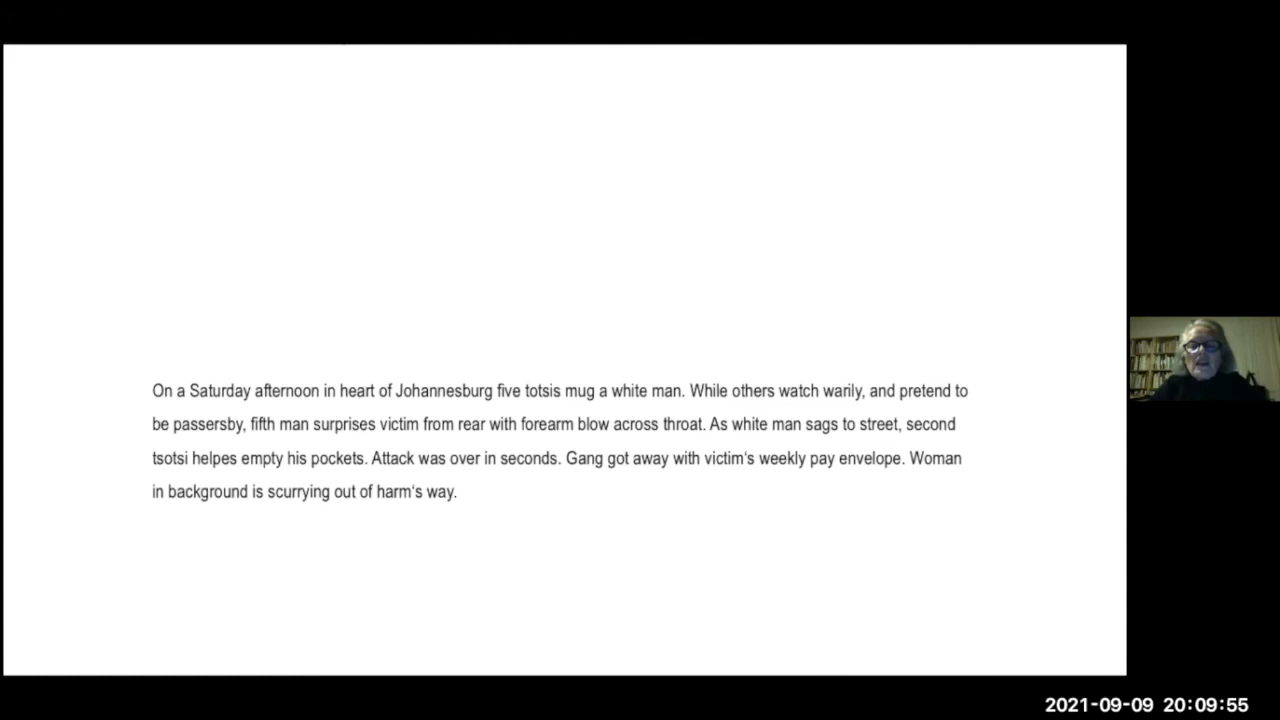 On a Saturday afternoon in heart of Johannesburg five totsis mug a white man. While others watch warily, and pretend to
be passersby, fifth man surprises victim from rear with forearm blow across throat. As white man sags to street, second
tsotsi helpes empty his pockets. Attack was over in seconds. Gang got away with victim‘s weekly pay envelope. Woman
in background is scurrying out of harm‘s way.
2021-09-09 20:09:55